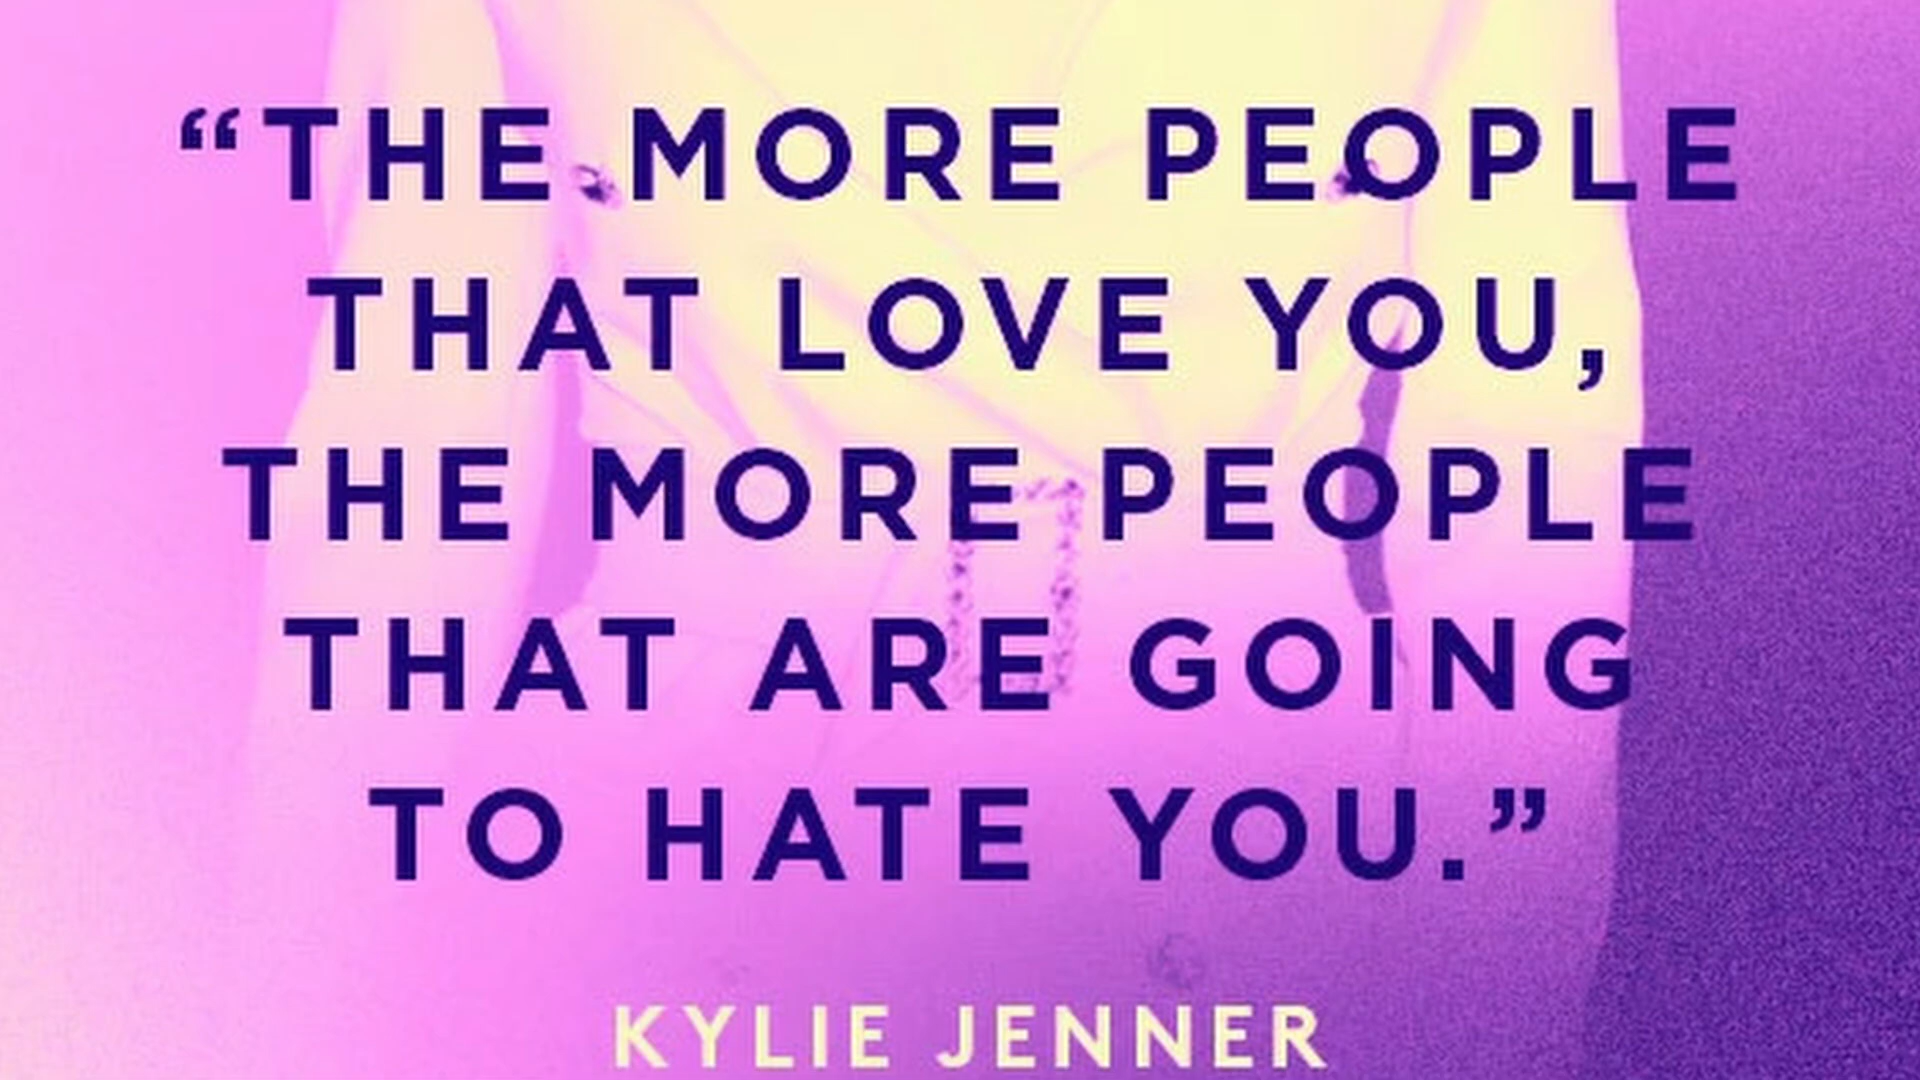 “THE MORE PEOPLE
THAT LOVE YOU,
THE MORE PEOPLE
THAT ARE GOING
TO HATE YOU.”
KYLIE JENNER